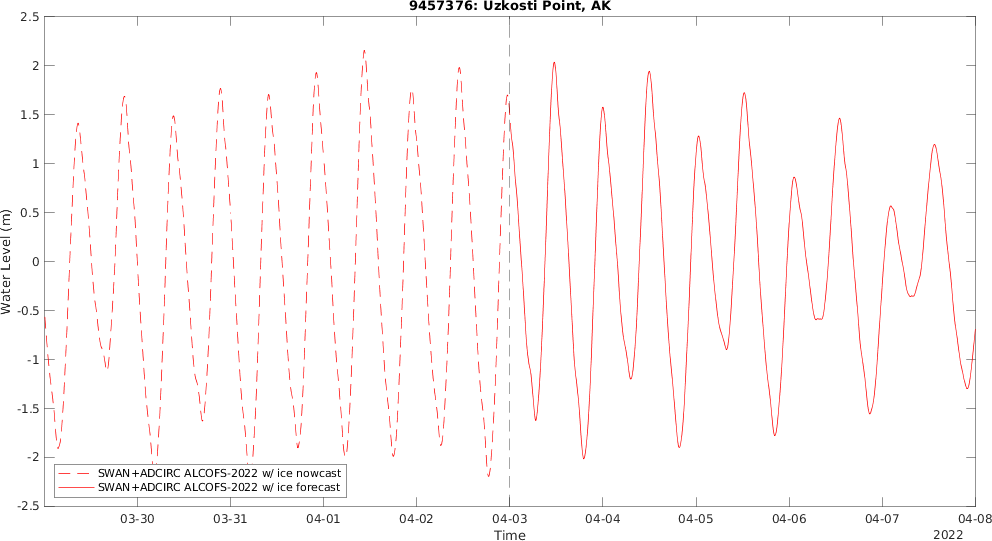 9457376: Uzkosti Point, AK
2.5
2
1.5
1
0.5
0
-0.5
-1
-1.5
-2
-2.5
Water Level (m)
SWAN+ADCIRC ALCOFS-2022 w/ ice nowcast
SWAN+ADCIRC ALCOFS-2022 w/ ice forecast
03-30 03-31 04-01 04-02 04-03 04-04 04-05 04-06 04-07 04-08
Time
2022